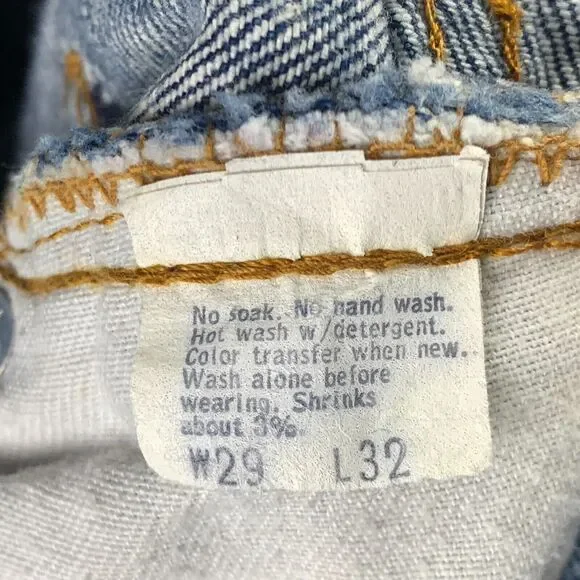 No soak. No hand wash.
Hot wash w/detergent.
Color transfer when new.
Wash alone before
wearing. Shrinks
about 3%.
W29 L32